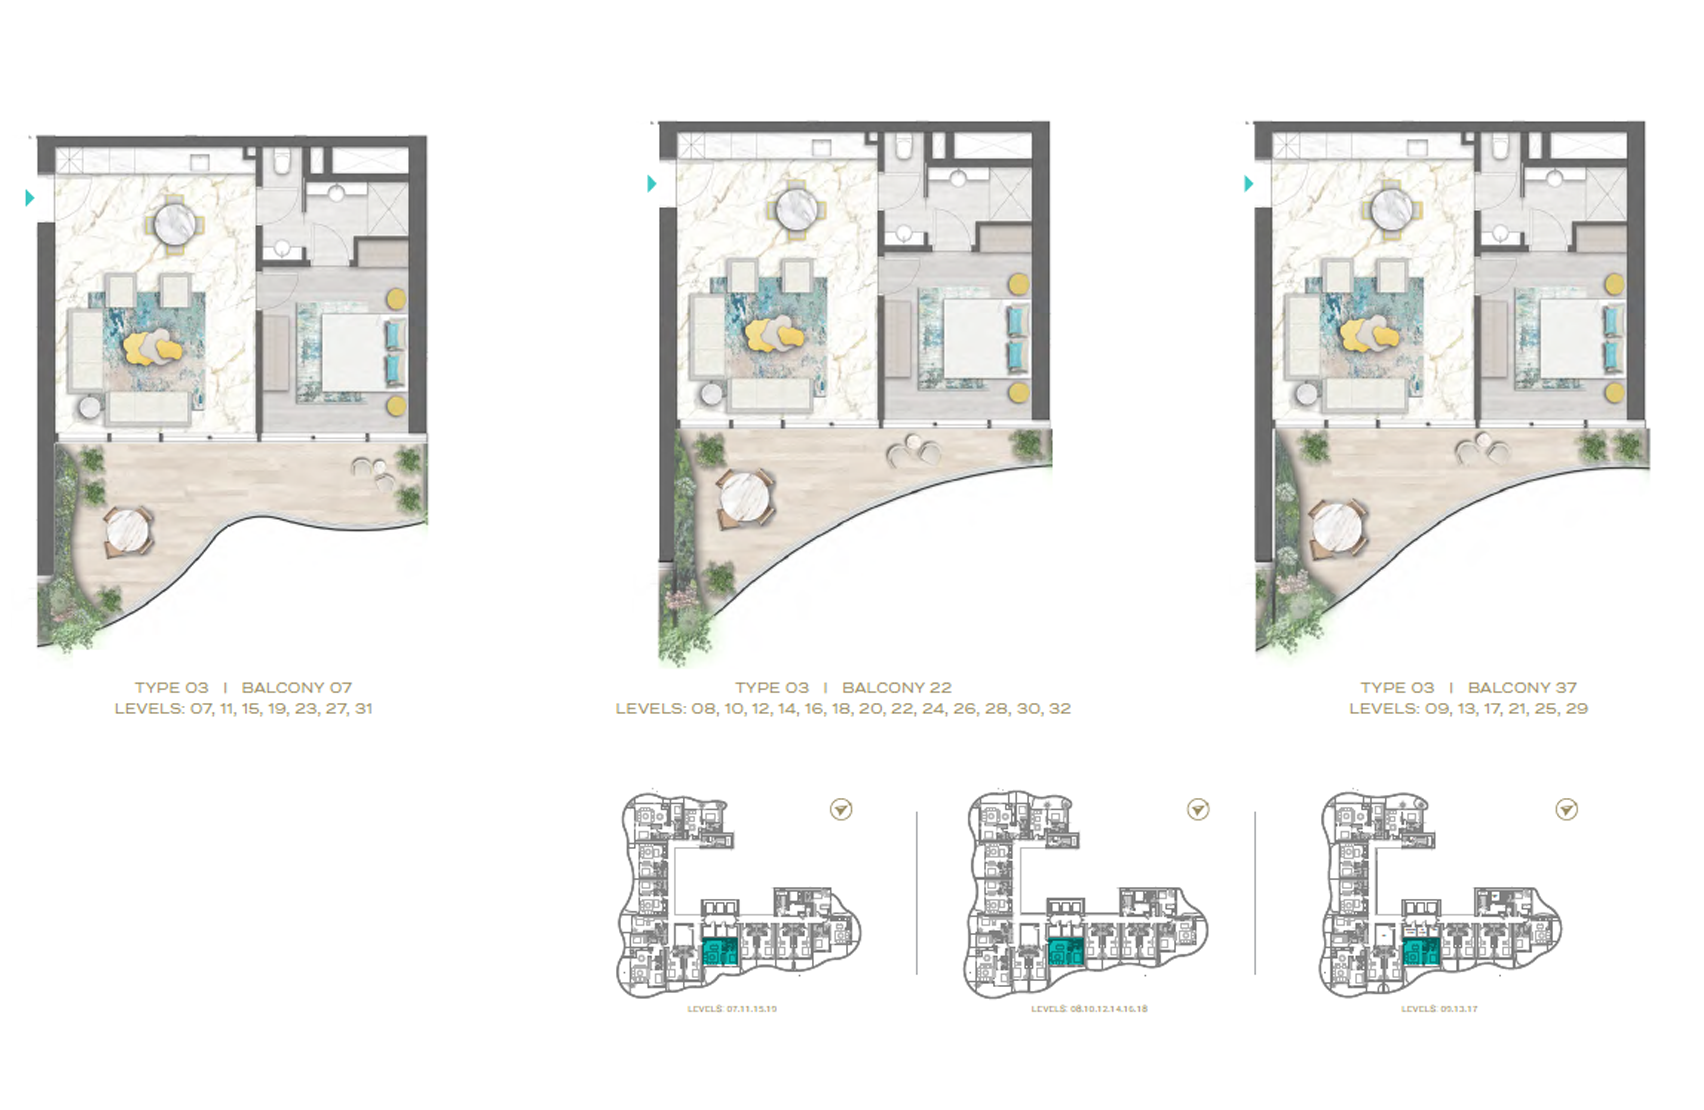 TYPE 03 | BALCONY 07
LEVELS: 07, 11, 15, 19, 23, 27, 31
TYPE 03 | BALCONY 22
LEVELS: 08, 10, 12, 14, 16, 18, 20, 22, 24, 26, 28, 30, 32
TYPE 03 | BALCONY 37
LEVELS: 09, 13, 17, 21, 25, 29
LEVELS: 07.11.15.19
LEVELS: 08.10.12.14.16.18
LEVELS: 09.13.17